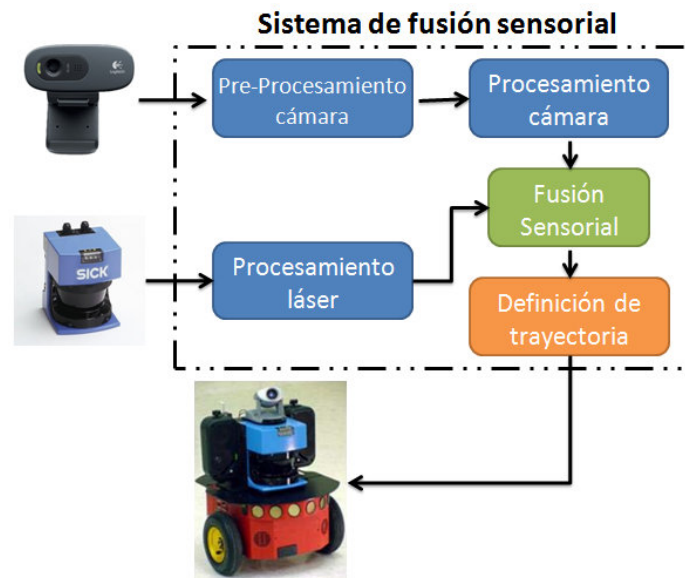 Sistema de fusión sensorial
Pre-Procesamiento
cámara
Procesamiento
cámara
Fusión
Sensorial
SICK
Procesamiento
láser
Definición de
trayectoria